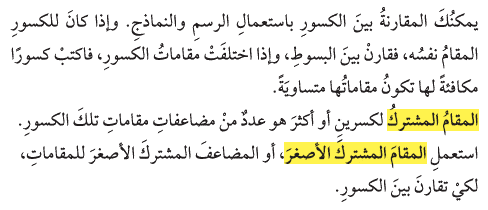 يمكنُكَ المقارنةُ بينَ الكسورِ باستعمالِ الرسمِ والنماذجِ. وإذا كانَ للكسورِ
المقامُ نفسُه، فقارنْ بينَ البسوطِ، وإذا اختلفَتْ مقاماتُ الكسورِ، فاكتبْ كسورًا
مكافئةً لها تكونُ مقاماتُها متساويَةً.
المقامُ المشتركُ لكسرينِ أو أكثرَ هو عددٌ منْ مضاعفاتِ مقاماتِ تلكَ الكسورِ.
استعملِ المقامَ المشتركَ الأصغرَ، أو المضاعفَ المشتركَ الأصغرَ للمقاماتِ،
لكيْ تقارنَ بينَ الكسورِ.